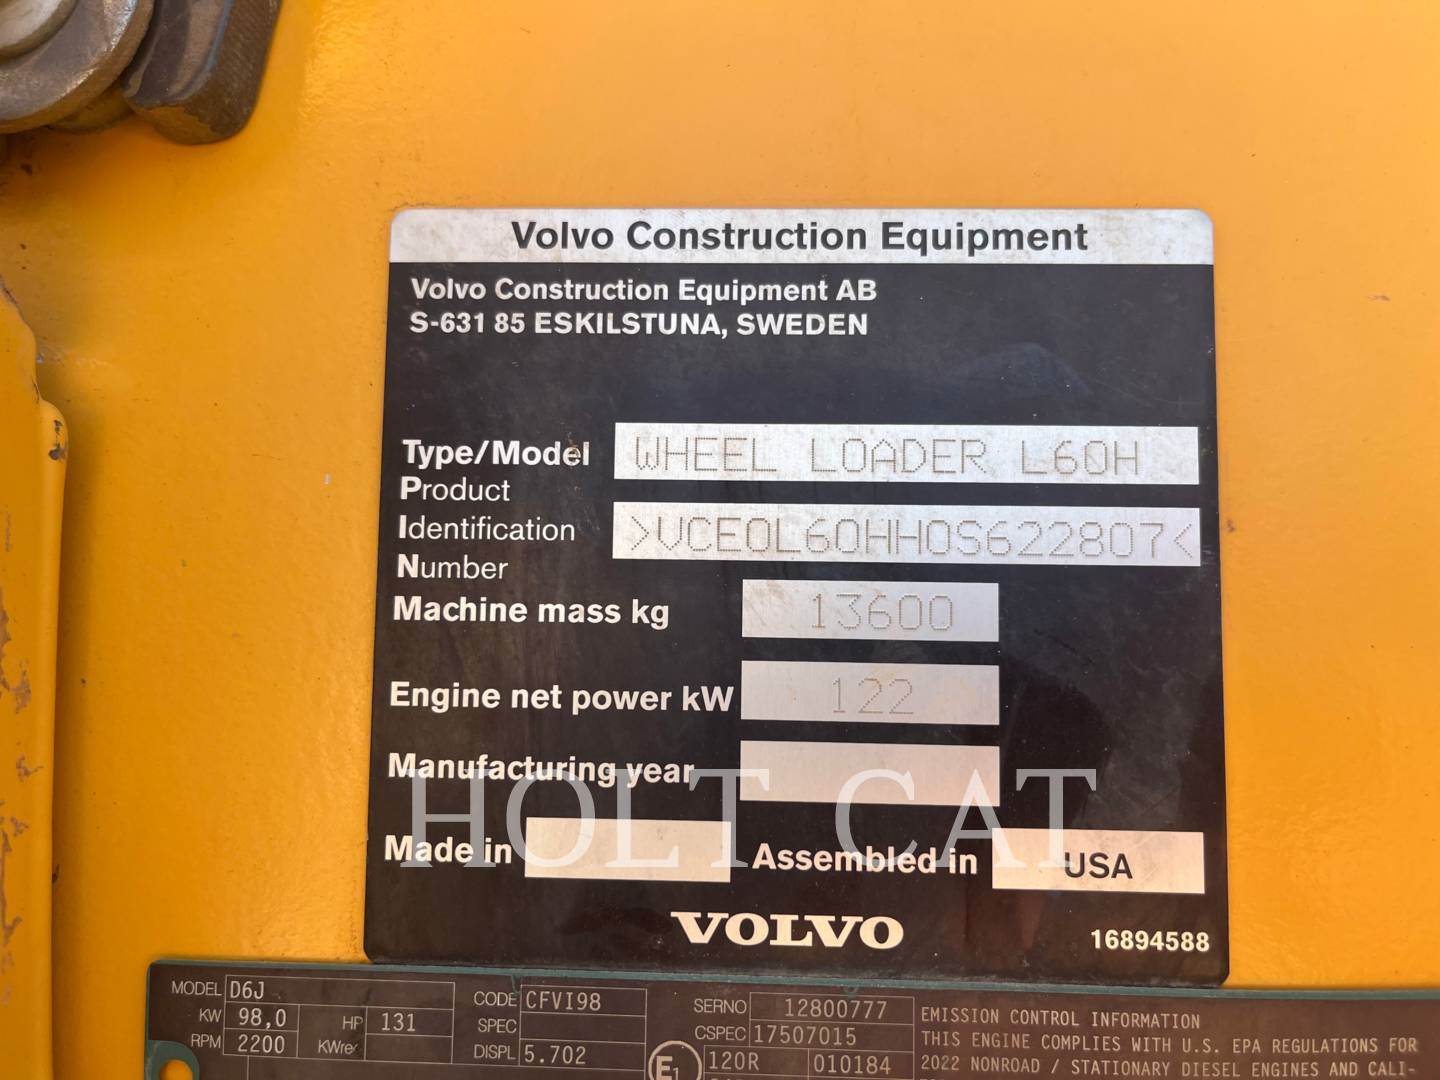 Volvo Construction Equipment
Volvo Construction Equipment AB
S-631 85 ESKILSTUNA, SWEDEN
Type/Model WHEEL LOADER L60H
Product
Identification >VCE0L60HH0S622807<
Number
Machine mass kg 13600
Engine net power kW 122
Manufacturing year
HOLT CAT
Made in Assembled in USA
VOLVO 16894588
MODEL D6J CODE CFVI98 SERNO 12800777 EMISSION CONTROL INFORMATION
KW 98,0 HP 131 SPEC CSPEC 17507015 THIS ENGINE COMPLIES WITH U.S. EPA REGULATIONS FOR
RPM 2200 KWre DISPL 5.702 E1 120R 010184 2022 NONROAD / STATIONARY DIESEL ENGINES AND CALI-